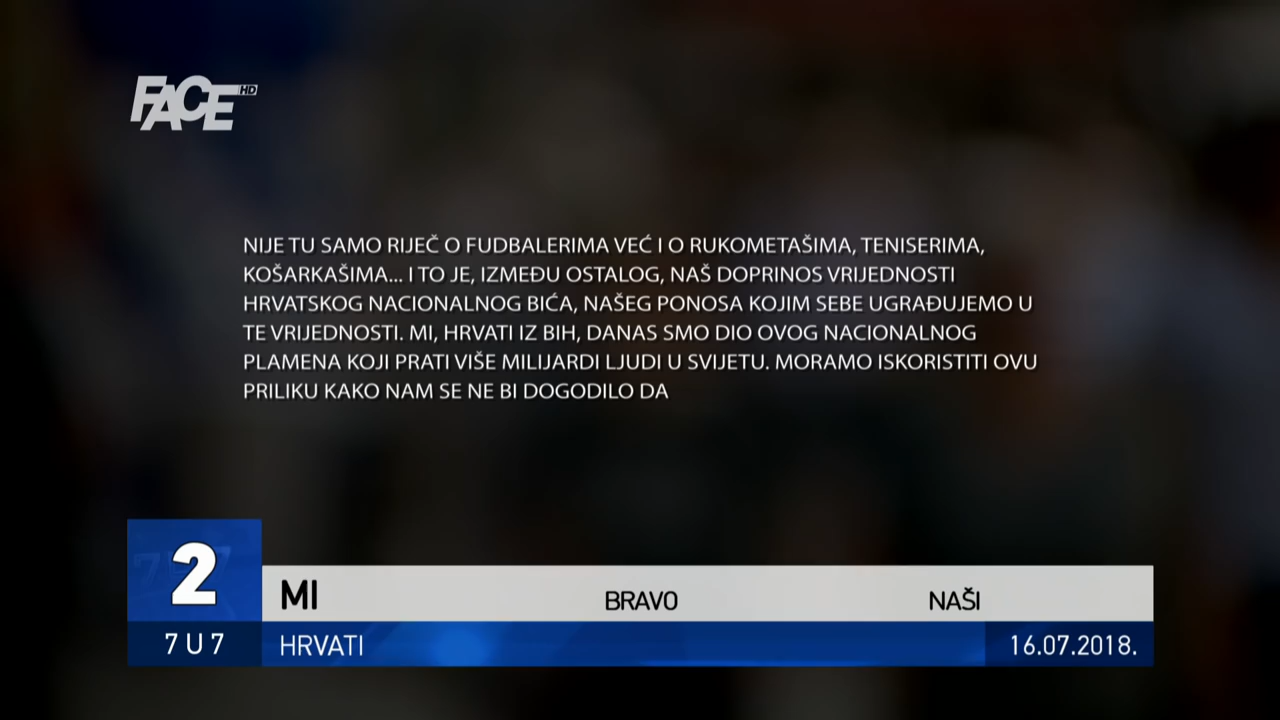 FACE HD
NIJE TU SAMO RIJEČ O FUDBALERIMA VEĆ I O RUKOMETAŠIMA, TENISERIMA,
KOŠARKAŠIMA... I TO JE, IZMEĐU OSTALOG, NAŠ DOPRINOS VRIJEDNOSTI
HRVATSKOG NACIONALNOG BIĆA, NAŠEG PONOSA KOJIM SEBE UGRAĐUJEMO U
TE VRIJEDNOSTI. MI, HRVATI IZ BIH, DANAS SMO DIO OVOG NACIONALNOG
PLAMENA KOJI PRATI VIŠE MILIJARDI LJUDI U SVIJETU. MORAMO ISKORISTITI OVU
PRILIKU KAKO NAM SE NE BI DOGODILO DA
2
MI BRAVO NAŠI
7 U 7 HRVATI 16.07.2018.